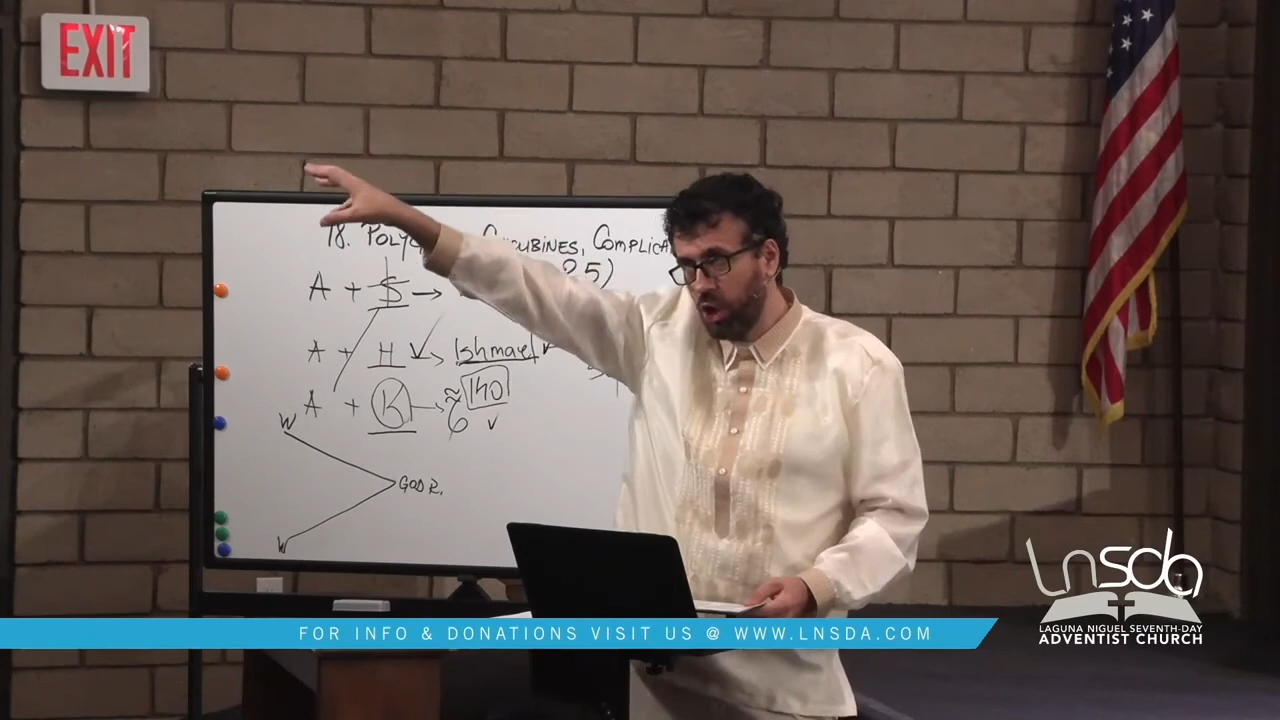 EXIT
18. POLYG CUBINES, COMPLICA
25)
A + S →
A + H ✓ → Ishmael ✓
A + K → ≈ 6 140 v
W
GOD R.
W
FOR INFO & DONATIONS VISIT US @ WWW.LNSDA.COM
LNSDA
LAGUNA NIGUEL SEVENTH-DAY
ADVENTIST CHURCH